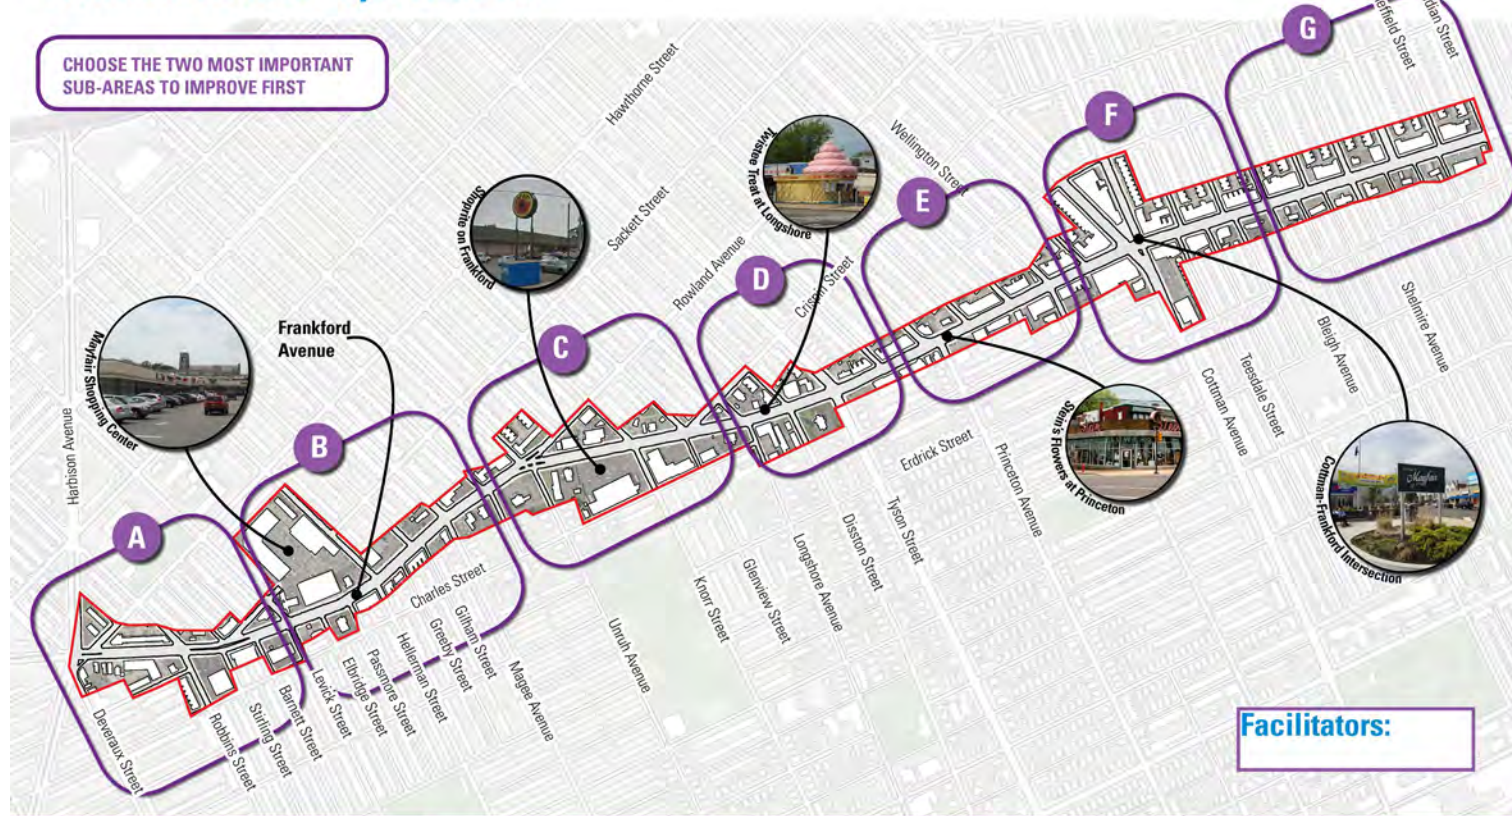 CHOOSE THE TWO MOST IMPORTANT
SUB-AREAS TO IMPROVE FIRST
G
Street
Street
Hawthorne Street
F
Twistee Treat at Longshore
Wellington Street
E
Shoprite on Frankford
Sackett Street
Rowland Avenue
D
Crispin Street
Frankford
Avenue
C
Mayfair Shopping Center
Harbison Avenue
B
A
Shelmire Avenue
Bleigh Avenue
Teesdale Street
Cottman Avenue
Stein's Flowers at Princeton
Mayfair
Cottman-Frankford Intersection
Erdrick Street
Princeton Avenue
Tyson Street
Disston Street
Longshore Avenue
Glenview Street
Knorr Street
Unruh Avenue
Charles Street
Magee Avenue
Gilham Street
Greeby Street
Hellerman Street
Passmore Street
Elbridge Street
Levick Street
Barnett Street
Stirling Street
Robbins Street
Deveraux Street
Facilitators: